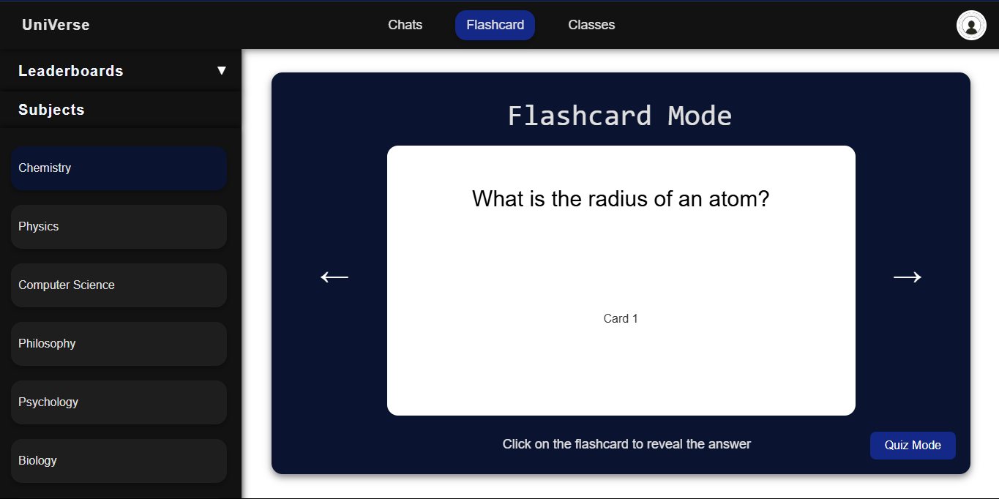 UniVerse
Chats
Flashcard
Classes
Leaderboards ▼
Subjects
Chemistry
Physics
Computer Science
Philosophy
Psychology
Biology
Flashcard Mode
What is the radius of an atom?
← →
Card 1
Click on the flashcard to reveal the answer
Quiz Mode